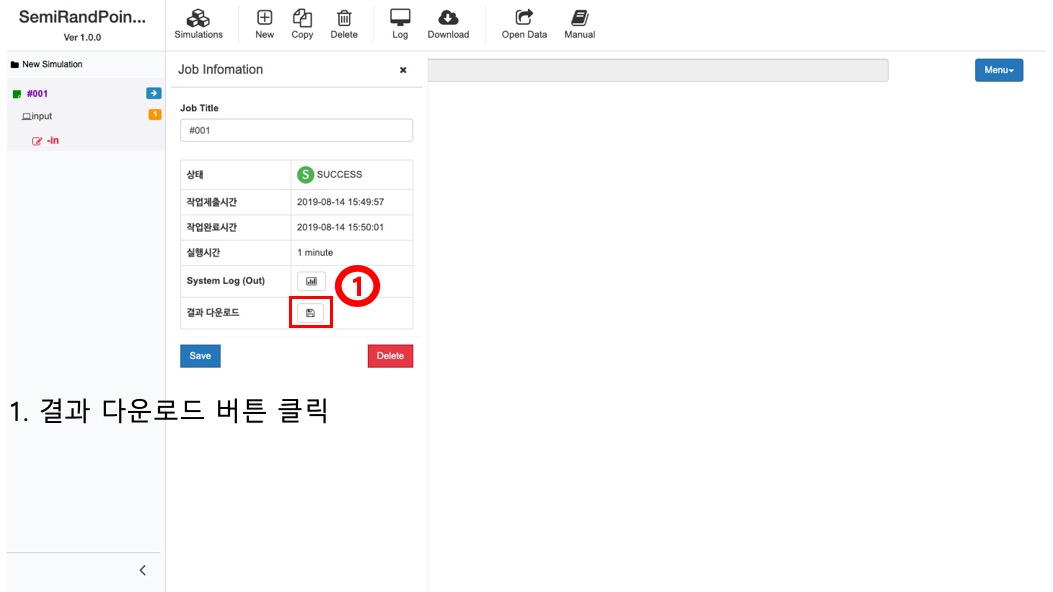 SemiRandPoin...
Ver 1.0.0
Simulations
New
Copy
Delete
Log
Download
Open Data
Manual
New Simulation
#001
input
1
-in
Job Infomation
×
Menu
Job Title
#001
상태
S SUCCESS
작업제출시간
2019-08-14 15:49:57
작업완료시간
2019-08-14 15:50:01
실행시간
1 minute
System Log (Out)
1
결과 다운로드
Save
Delete
1. 결과 다운로드 버튼 클릭